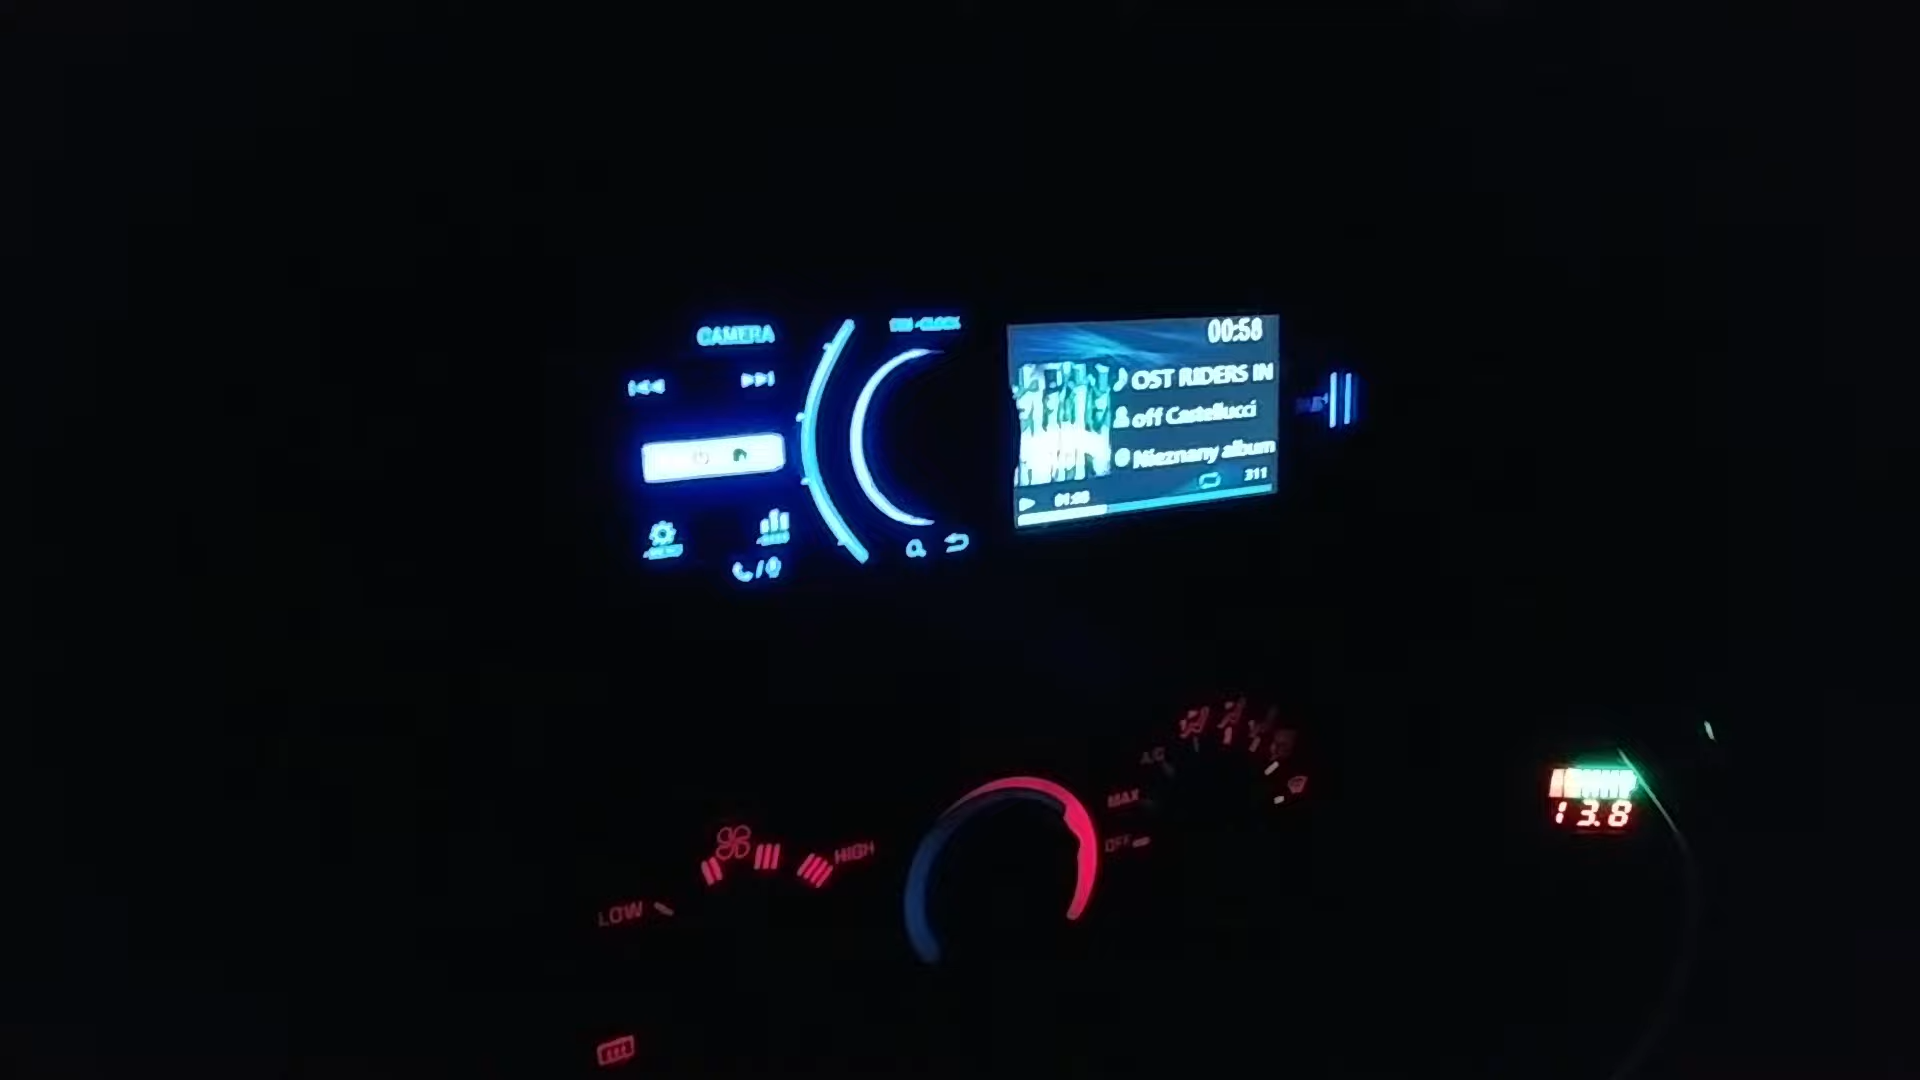 CAMERA
00:58
OST RIDERS IN
off Castellucci
Nieznany album
311
A/C
MAX
OFF
HIGH
LOW
13.8